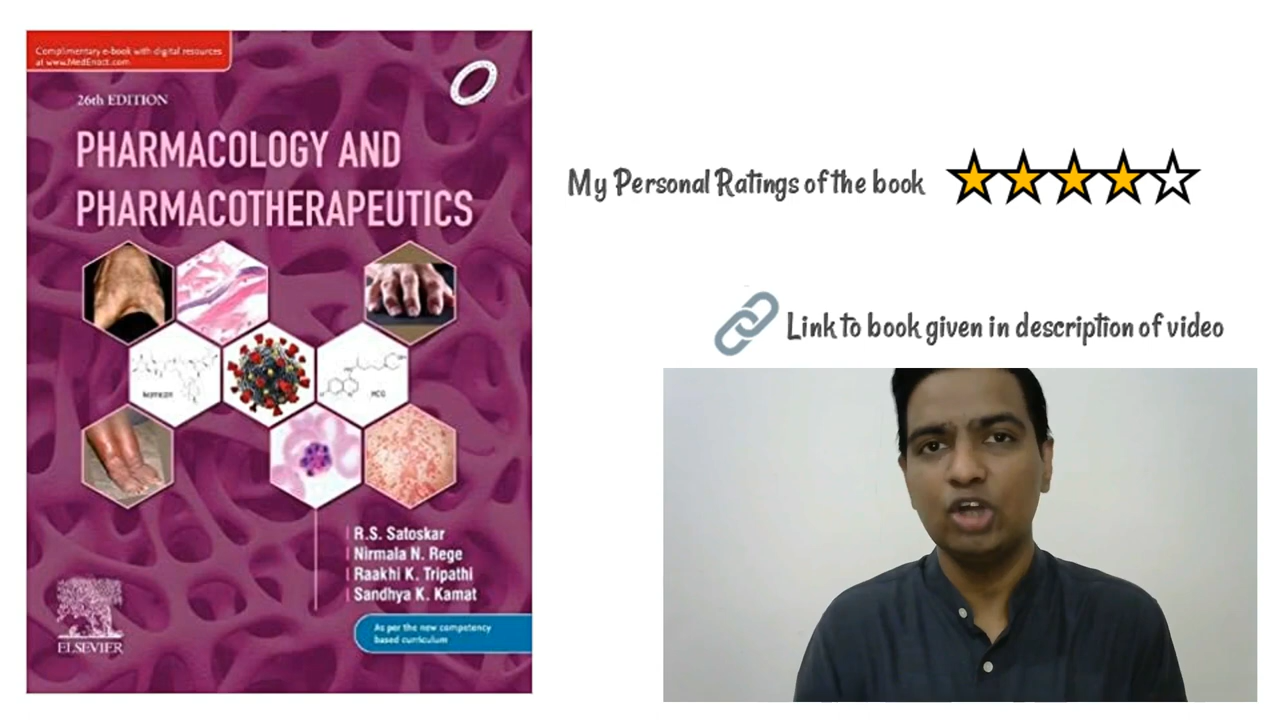 Complimentary e-book with digital resources
at www.MedEnact.com
26th EDITION
PHARMACOLOGY AND
PHARMACOTHERAPEUTICS
HCQ
R.S. Satoskar
Nirmala N. Rege
Raakhi K. Tripathi
Sandhya K. Kamat
As per the new competency
based curriculum
ELSEVIER
My Personal Ratings of the book
Link to book given in description of video